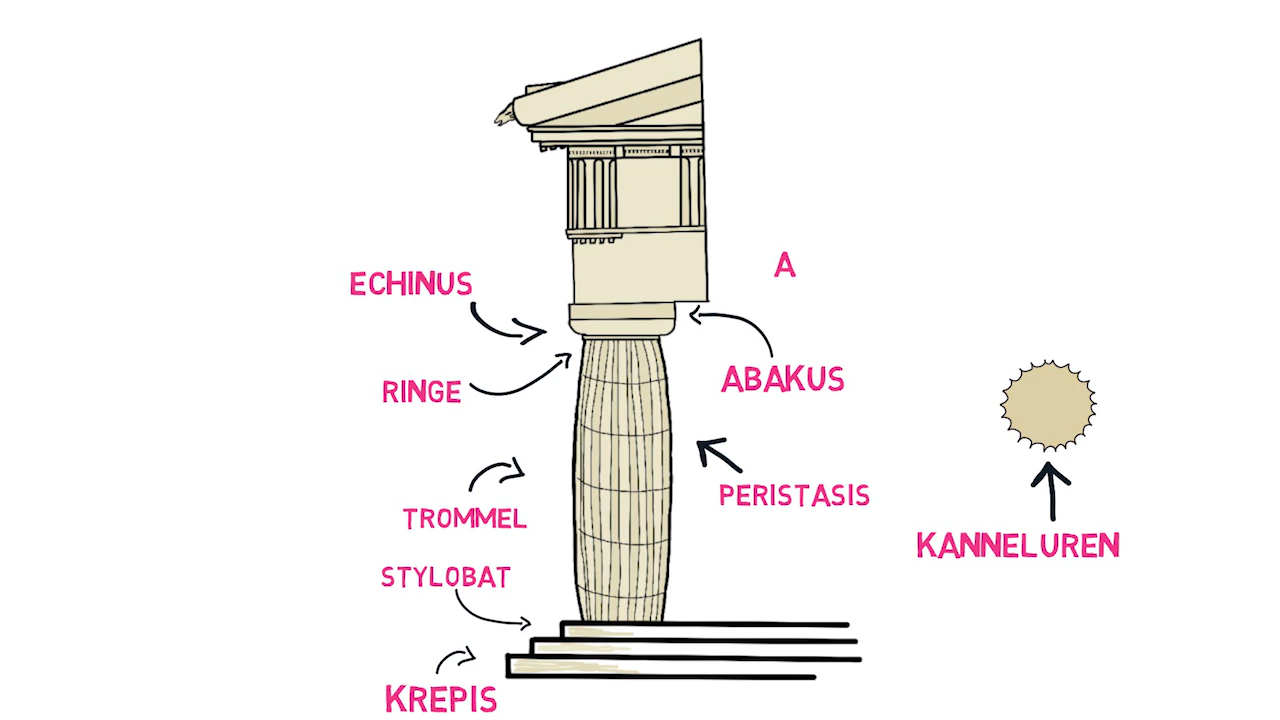 A
ECHINUS
ABAKUS
RINGE
PERISTASIS
TROMMEL
KANNELUREN
STYLOBAT
KREPIS